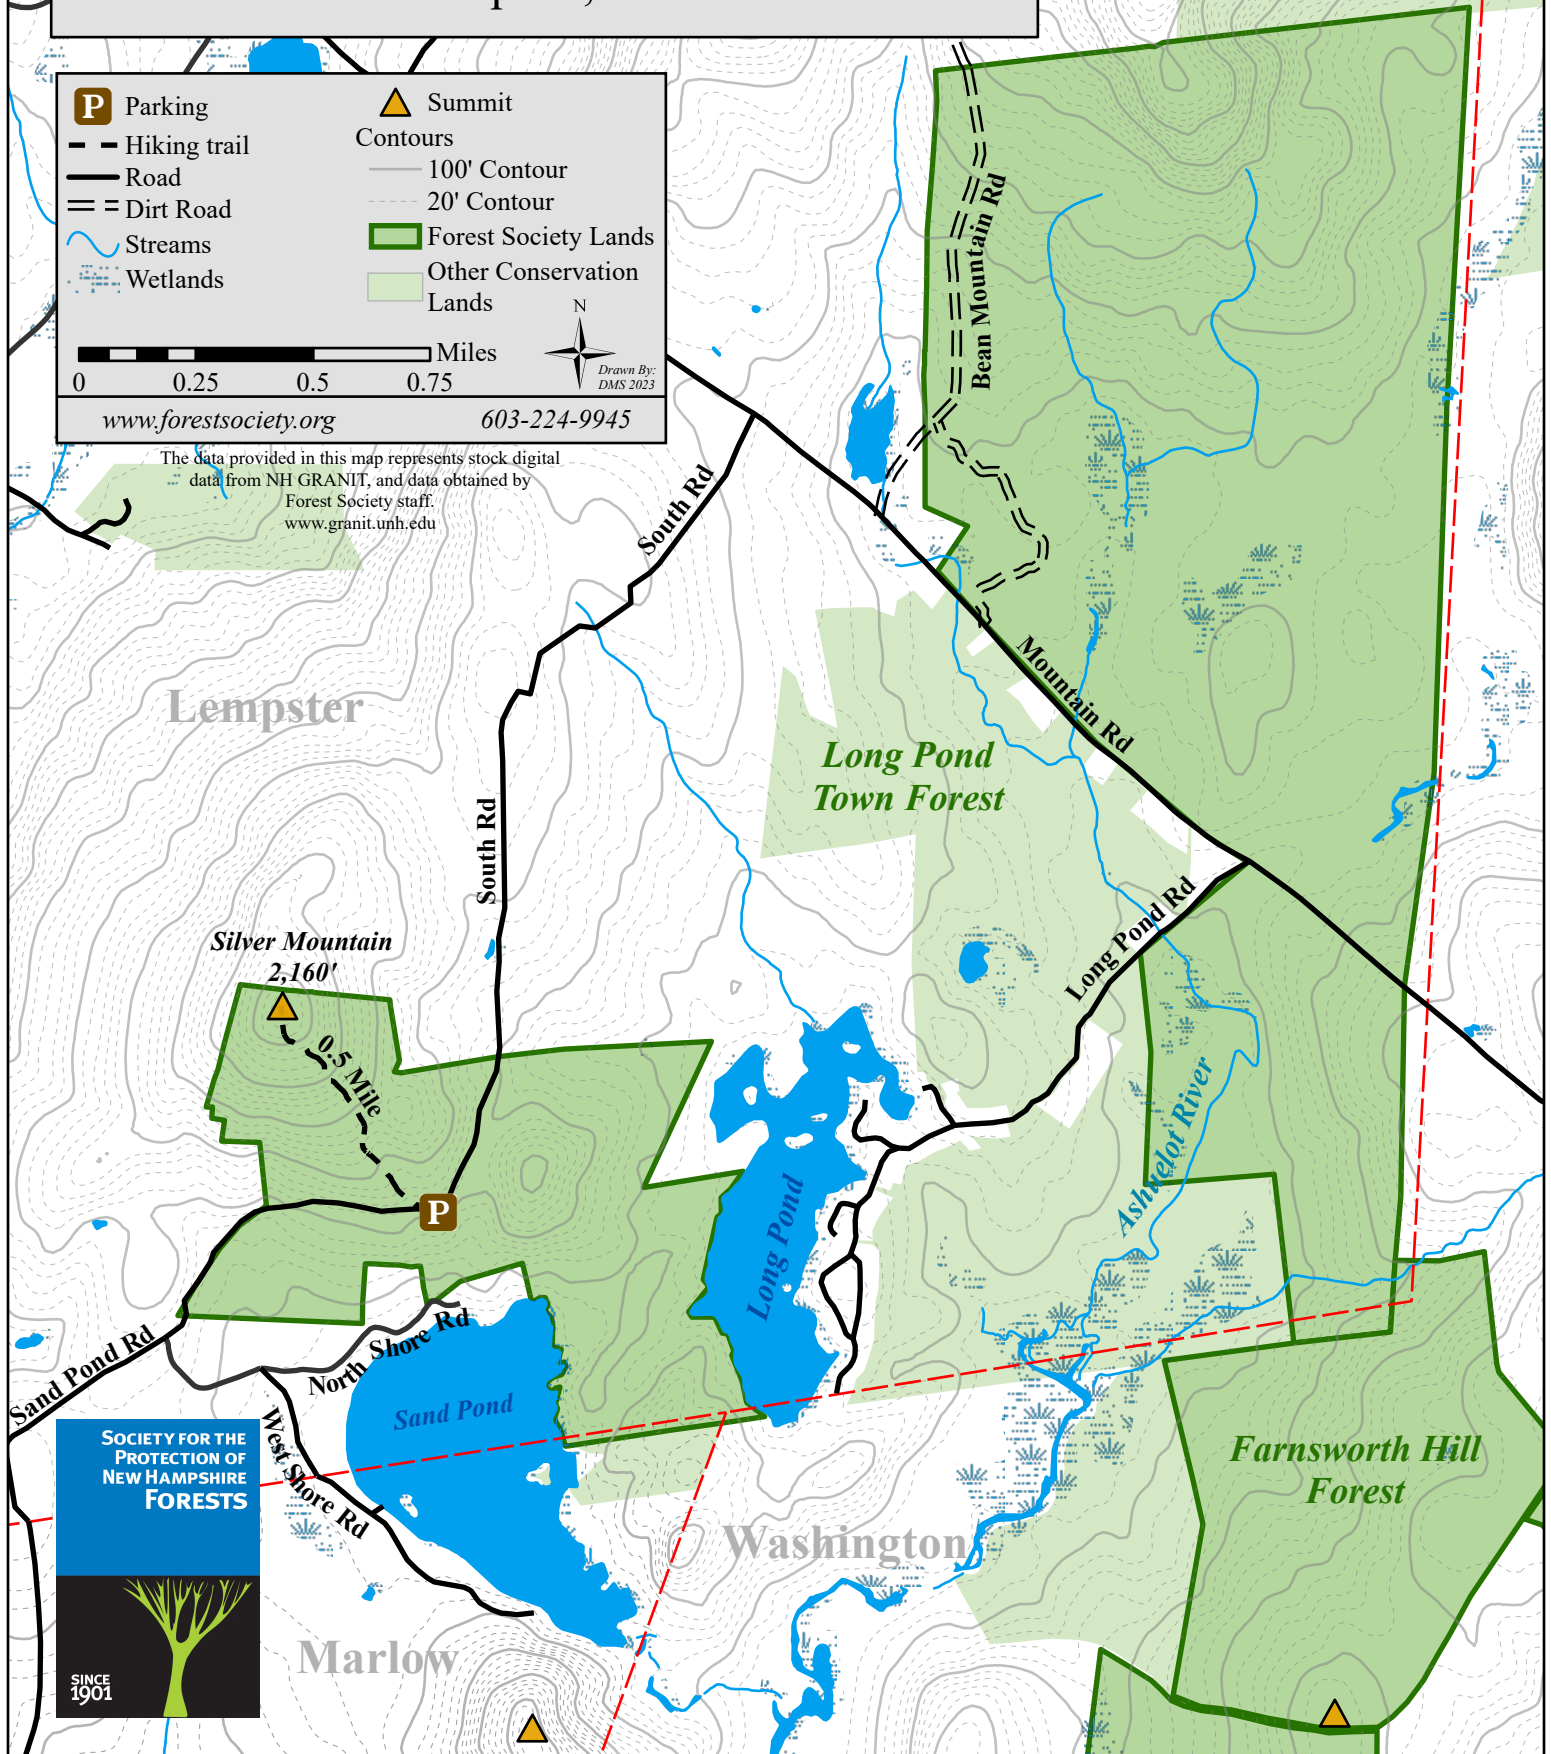 P Parking
Hiking trail
Road
Dirt Road
Streams
Wetlands
Summit
Contours
100' Contour
20' Contour
Forest Society Lands
Other Conservation
Lands
N
Miles
0 0.25 0.5 0.75
Drawn By:
DMS 2023
www.forestsociety.org 603-224-9945
The data provided in this map represents stock digital
data from NH GRANIT, and data obtained by
Forest Society staff.
www.granit.unh.edu
Bean Mountain Rd
South Rd
Lempster
Mountain Rd
Long Pond
Town Forest
South Rd
Long Pond Rd
Silver Mountain
2,160'
0.5 Mile
Ashuelot River
P
Long Pond
North Shore Rd
Sand Pond Rd
Sand Pond
West Shore Rd
SOCIETY FOR THE
PROTECTION OF
NEW HAMPSHIRE
FORESTS
SINCE
1901
Farnsworth Hill
Forest
Washington
Marlow